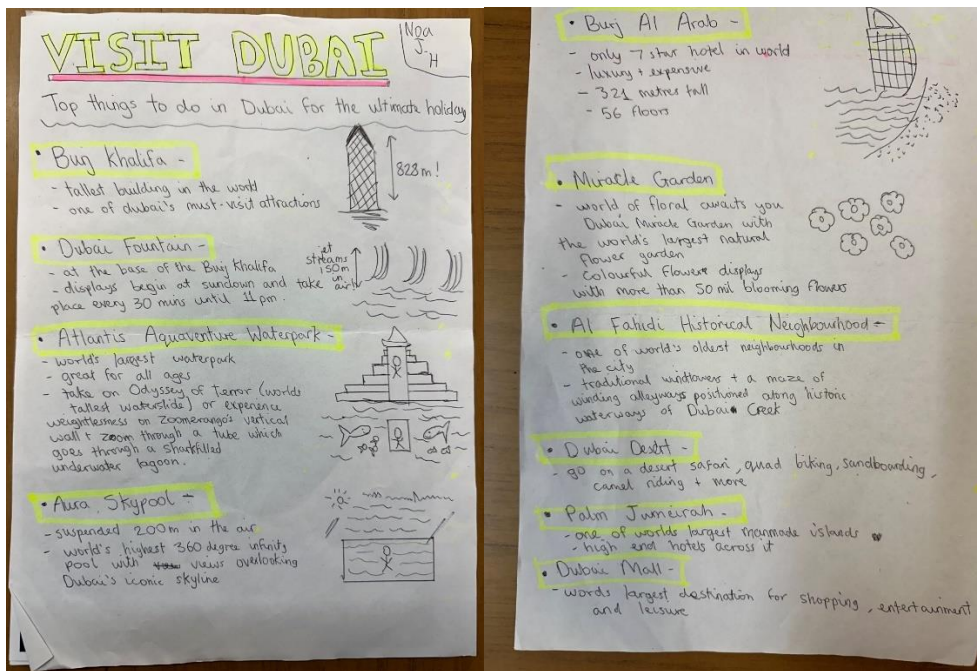 VISIT DUBAI
Noa
J.
H
Top things to do in Dubai for the ultimate holiday
• Burj Khalifa -
- tallest building in the world
- one of dubai's must-visit attractions
828m!
• Dubai Fountain -
- at the base of the Burj Khalifa
- displays begin at sundown and take
place every 30 mins until 11pm.
jet
streams
150m
in
air!
• Atlantis Aquaventure Waterpark -
- world's largest waterpark
- great for all ages
- take on Odyssey of Terror (worlds
tallest waterslide) or experience
weightlessness on Zoomerango's vertical
wall + zoom through a tube which
goes through a sharkfilled
underwater lagoon.
• Aura Skypool -
- suspended 200m in the air
- world's highest 360 degree infinity
pool with views overlooking
Dubai's iconic skyline
• Burj Al Arab -
- only 7 star hotel in world
- luxury + expensive
- 321 metres tall
- 56 floors
• Miracle Garden
- world of floral awaits you
Dubai Miracle Garden with
the world's largest natural
flower garden
- Colourful flower displays
with more than 50 mil blooming flowers
• Al Fahidi Historical Neighbourhood -
- one of world's oldest neighbourhoods in
the city
- traditional windtowers + a maze of
winding alleyways positioned along historic
waterways of Dubai Creek
• Dubai Desert -
- go on a desert safari, quad biking, sandboarding,
camel riding + more
• Palm Jumeirah -
- one of worlds largest manmade islands
- high end hotels across it
• Dubai Mall -
- words largest destination for shopping, entertainment
and leisure